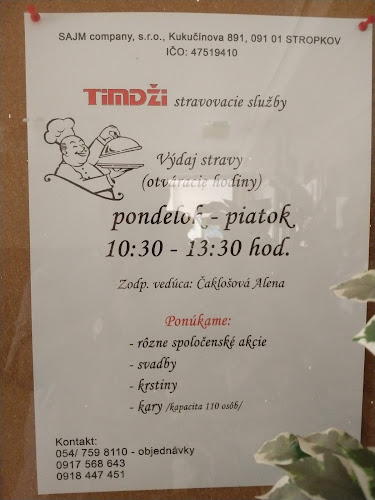 SAJM company, s.r.o., Kukučínova 891, 091 01 STROPKOV
IČO: 47519410
TIMDŽI stravovacie služby
Výdaj stravy
(otváracie hodiny)
pondelok - piatok
10:30 - 13:30 hod.
Zodp. vedúca: Čaklošová Alena
Ponúkame:
- rôzne spoločenské akcie
- svadby
- krstiny
- kary /kapacita 110 osôb/
Kontakt:
054/ 759 8110 - objednávky
0917 568 643
0918 447 451